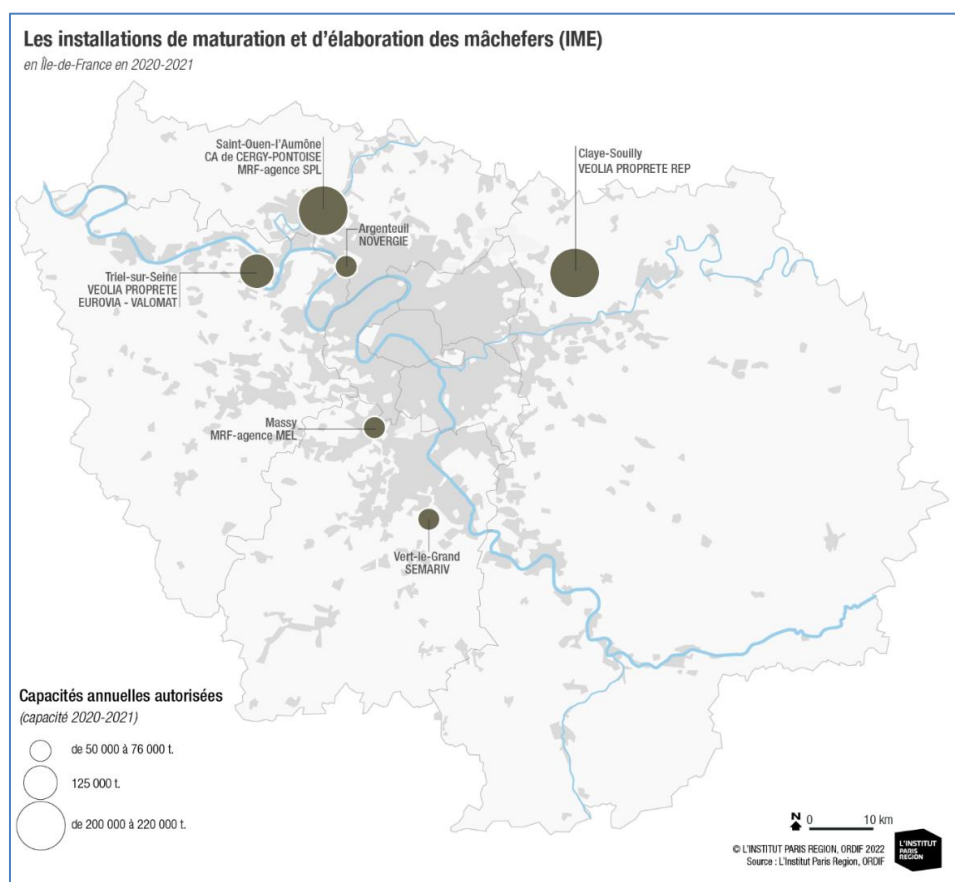 Les installations de maturation et d'élaboration des mâchefers (IME)
en Île-de-France en 2020-2021
Saint-Ouen-l'Aumône
CA de CERGY-PONTOISE
MRF-agence SPL
Claye-Souilly
VEOLIA PROPRETE REP
Argenteuil
NOVERGIE
Triel-sur-Seine
VEOLIA PROPRETE
EUROVIA - VALOMAT
Massy
MRF-agence MEL
Vert-le-Grand
SEMARIV
Capacités annuelles autorisées
(capacité 2020-2021)
de 50 000 à 76 000 t.
125 000 t.
de 200 000 à 220 000 t.
N 0 10 km
© L'INSTITUT PARIS REGION, ORDIF 2022
Source : L'Institut Paris Region, ORDIF
L'INSTITUT
PARIS
REGION